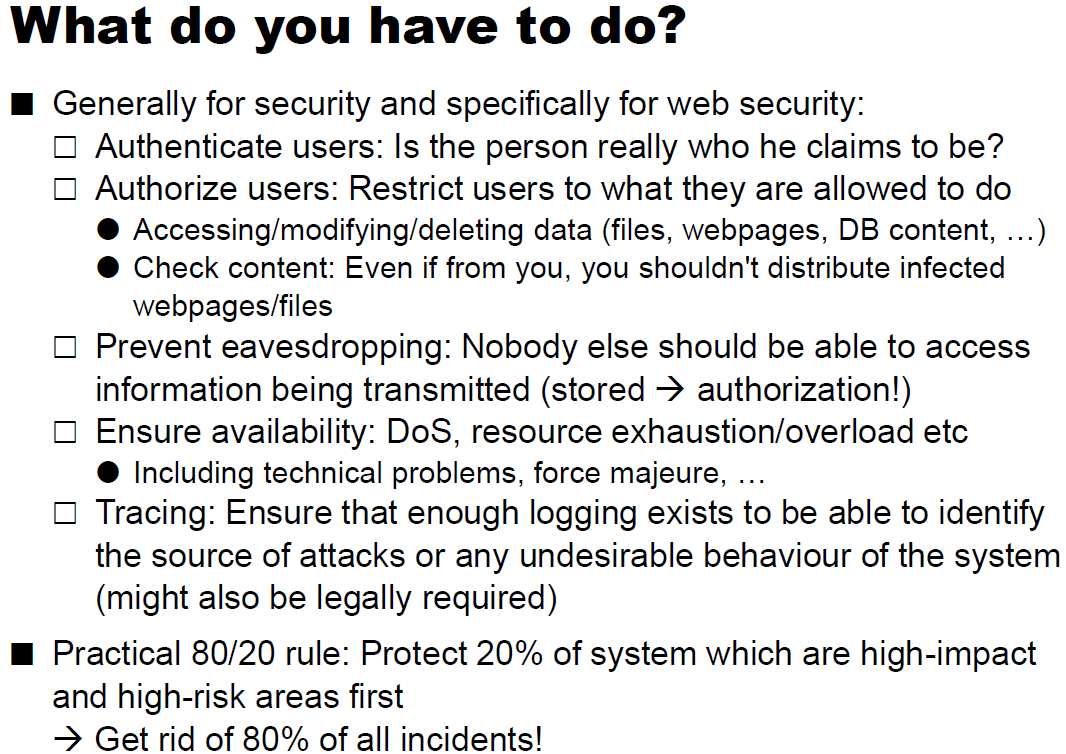 What do you have to do?
■ Generally for security and specifically for web security:
□ Authenticate users: Is the person really who he claims to be?
□ Authorize users: Restrict users to what they are allowed to do
● Accessing/modifying/deleting data (files, webpages, DB content, …)
● Check content: Even if from you, you shouldn't distribute infected
webpages/files
□ Prevent eavesdropping: Nobody else should be able to access
information being transmitted (stored → authorization!)
□ Ensure availability: DoS, resource exhaustion/overload etc
● Including technical problems, force majeure, …
□ Tracing: Ensure that enough logging exists to be able to identify
the source of attacks or any undesirable behaviour of the system
(might also be legally required)
■ Practical 80/20 rule: Protect 20% of system which are high-impact
and high-risk areas first
→ Get rid of 80% of all incidents!